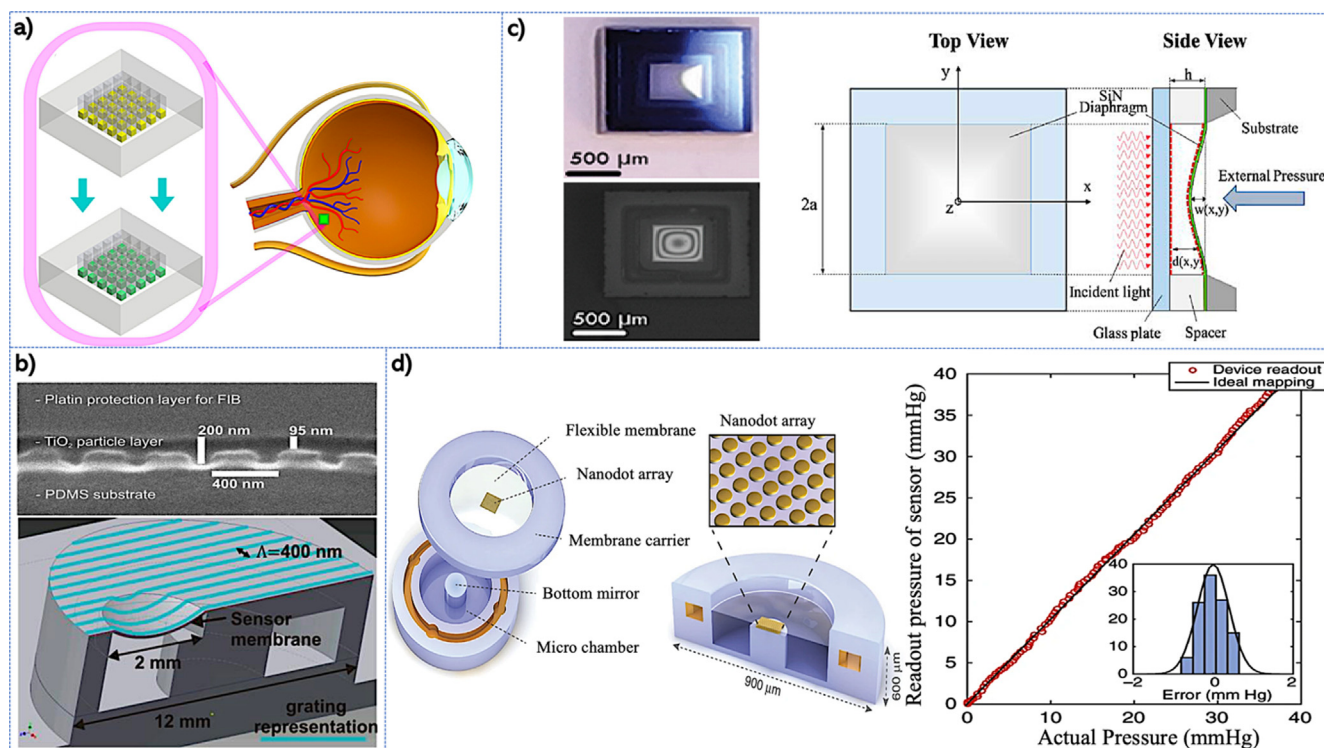 a)
b)
- Platin protection layer for FIB
- TiO₂ particle layer
200 nm
95 nm
400 nm
- PDMS substrate
Λ=400 nm
Sensor
membrane
2 mm
12 mm
grating
representation
c)
500 µm
500 µm
Top View
Side View
y
x
z
2a
h
SiN
Diaphragm
Substrate
External Pressure
w(x,y)
d(x,y)
Incident light
Glass plate
Spacer
d)
Flexible membrane
Nanodot array
Membrane carrier
Bottom mirror
Micro chamber
Nanodot array
900 µm
600 µm
Device readout
Ideal mapping
Readout pressure of sensor (mmHg)
40
35
30
25
20
15
10
5
0
0
10
20
30
40
Actual Pressure (mmHg)
40
20
0
−2
0
2
Error (mm Hg)